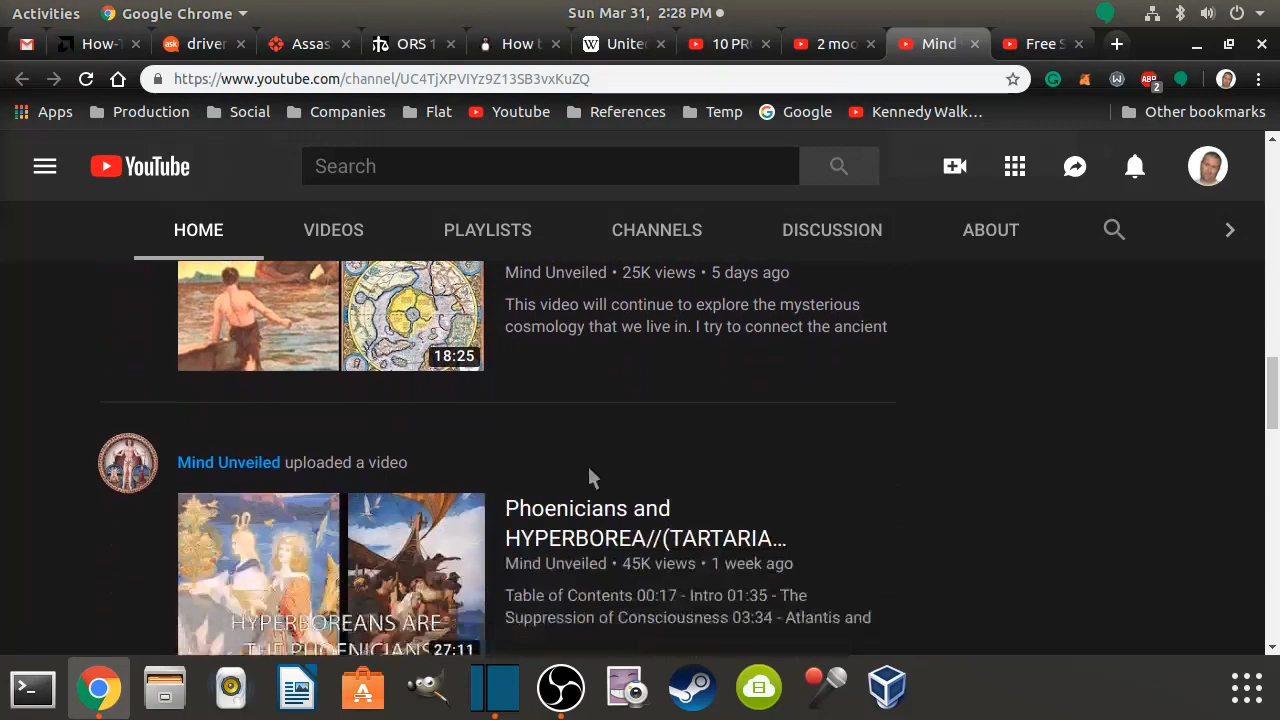 Activities Google Chrome Sun Mar 31, 2:28 PM
How-T driver Assas ORS 1 How b Unite 10 PR 2 moo Mind Free S
https://www.youtube.com/channel/UC4TjXPVIYz9Z13SB3vxKuZQ
2
Apps Production Social Companies Flat Youtube References Temp Google Kennedy Walk… Other bookmarks
YouTube Search
HOME VIDEOS PLAYLISTS CHANNELS DISCUSSION ABOUT
Mind Unveiled • 25K views • 5 days ago
This video will continue to explore the mysterious
cosmology that we live in. I try to connect the ancient
18:25
Mind Unveiled uploaded a video
Phoenicians and
HYPERBOREA//(TARTARIA…
Mind Unveiled • 45K views • 1 week ago
Table of Contents 00:17 - Intro 01:35 - The
Suppression of Consciousness 03:34 - Atlantis and
HYPERBOREANS ARE
THE PHOENICIANS
27:11